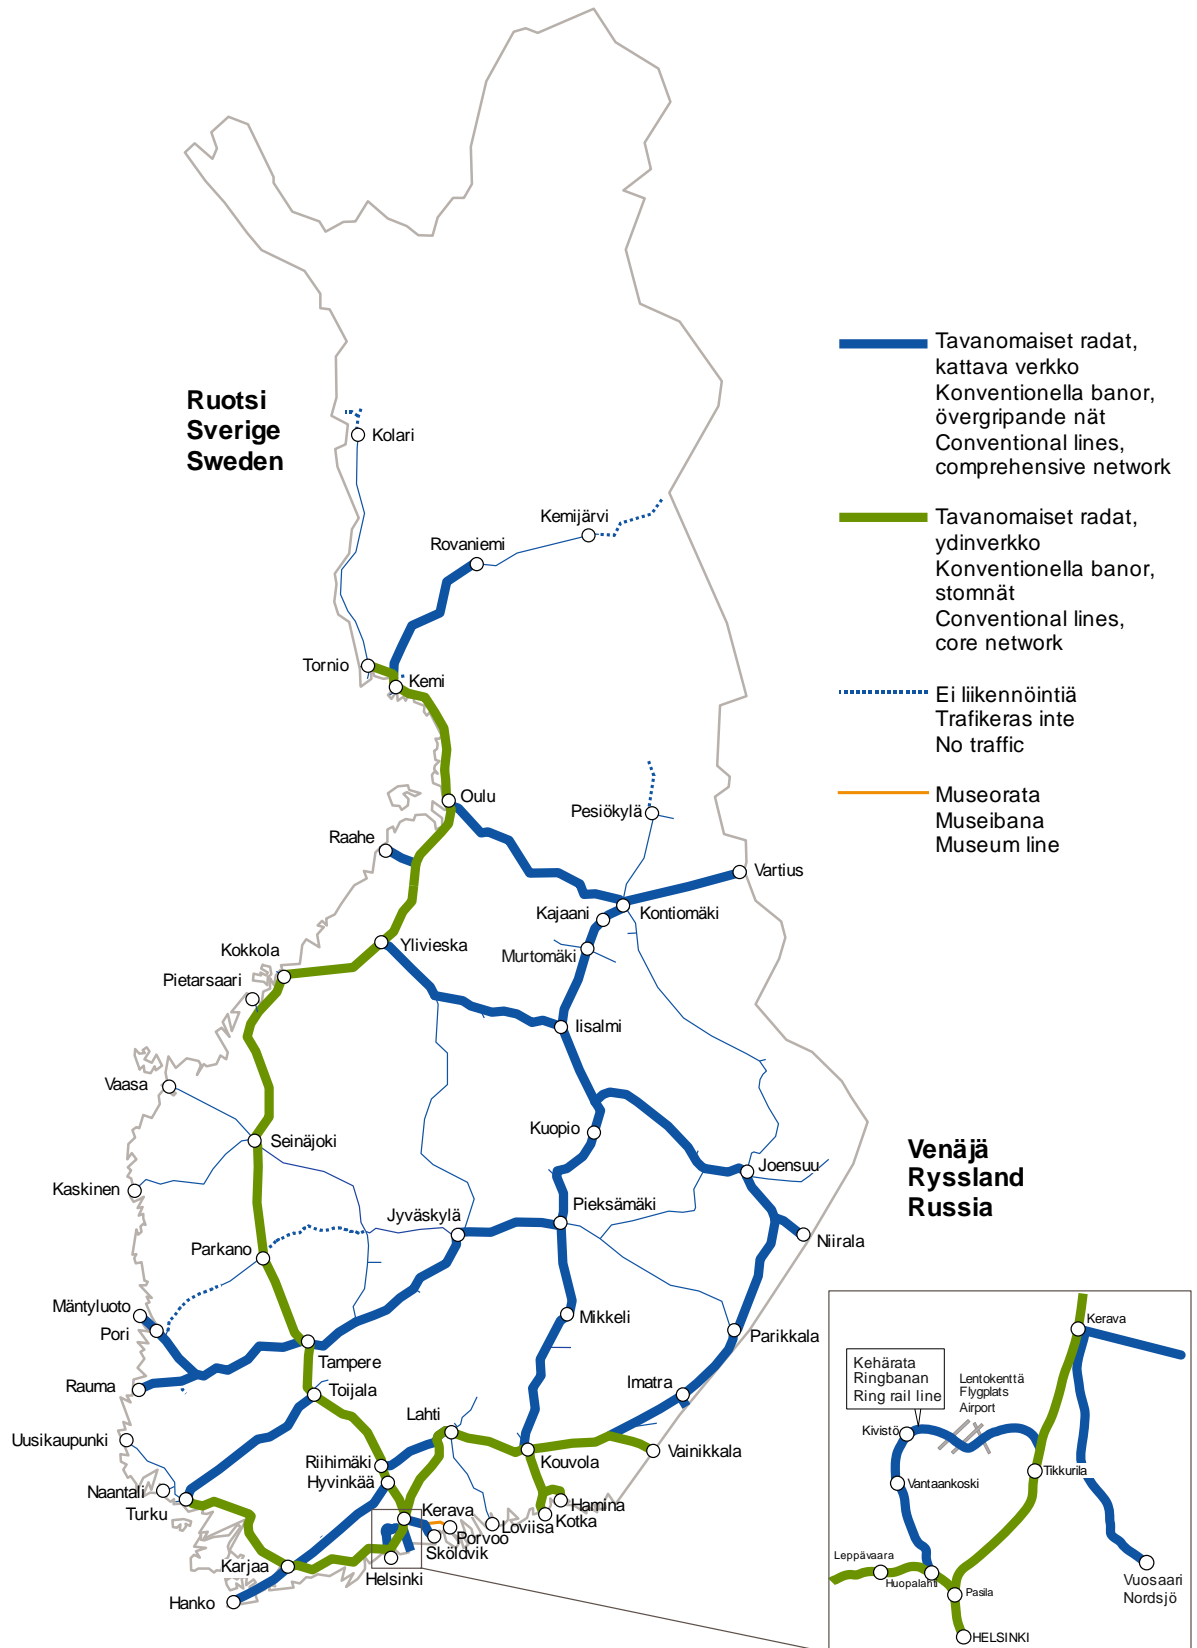 Ruotsi
Sverige
Sweden
Tavanomaiset radat,
kattava verkko
Konventionella banor,
övergripande nät
Conventional lines,
comprehensive network
Tavanomaiset radat,
ydinverkko
Konventionella banor,
stomnät
Conventional lines,
core network
Ei liikennöintiä
Trafikeras inte
No traffic
Museorata
Museibana
Museum line
Kolari
Kemijärvi
Rovaniemi
Tornio
Kemi
Oulu
Pesiökylä
Raahe
Vartius
Kajaani
Kontiomäki
Ylivieska
Murtomäki
Kokkola
Pietarsaari
Iisalmi
Vaasa
Kuopio
Seinäjoki
Joensuu
Venäjä
Ryssland
Russia
Kaskinen
Pieksämäki
Jyväskylä
Niirala
Parkano
Mäntyluoto
Pori
Mikkeli
Parikkala
Tampere
Rauma
Toijala
Imatra
Lahti
Uusikaupunki
Vainikkala
Riihimäki
Kouvola
Hyvinkää
Naantali
Turku
Hamina
Kotka
Kerava
Loviisa
Porvoo
Sköldvik
Karjaa
Helsinki
Hanko
Kerava
Kehärata
Ringbanan
Ring rail line
Lentokenttä
Flygplats
Airport
Kivistö
Tikkurila
Vantaankoski
Leppävaara
Huopalahti
Pasila
Vuosaari
Nordsjö
HELSINKI